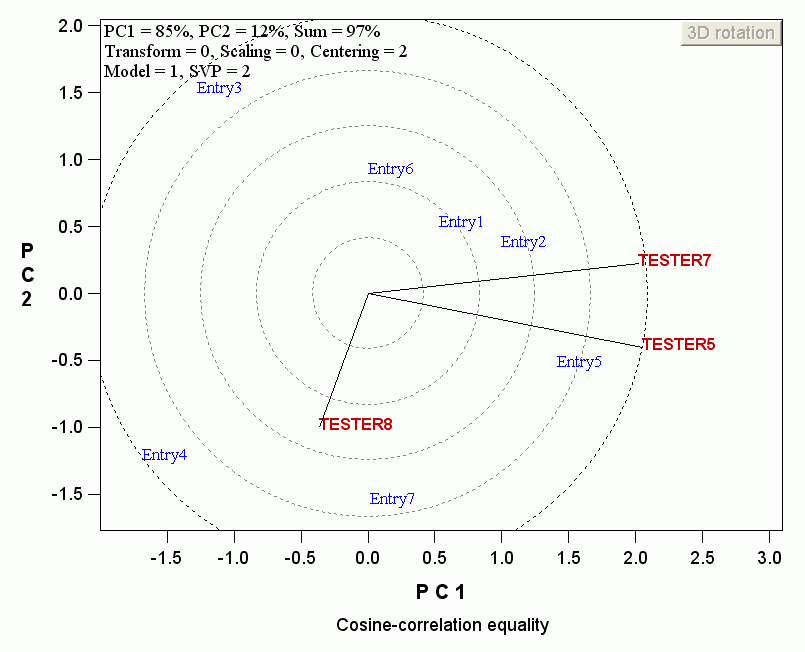 PC1 = 85%, PC2 = 12%, Sum = 97%
Transform = 0, Scaling = 0, Centering = 2
Model = 1, SVP = 2
3D rotation
2.0
1.5
1.0
0.5
0.0
-0.5
-1.0
-1.5
P
C
2
Entry3
Entry6
Entry1
Entry2
TESTER7
TESTER5
Entry5
TESTER8
Entry4
Entry7
-1.5 -1.0 -0.5 0.0 0.5 1.0 1.5 2.0 2.5 3.0
P C 1
Cosine-correlation equality